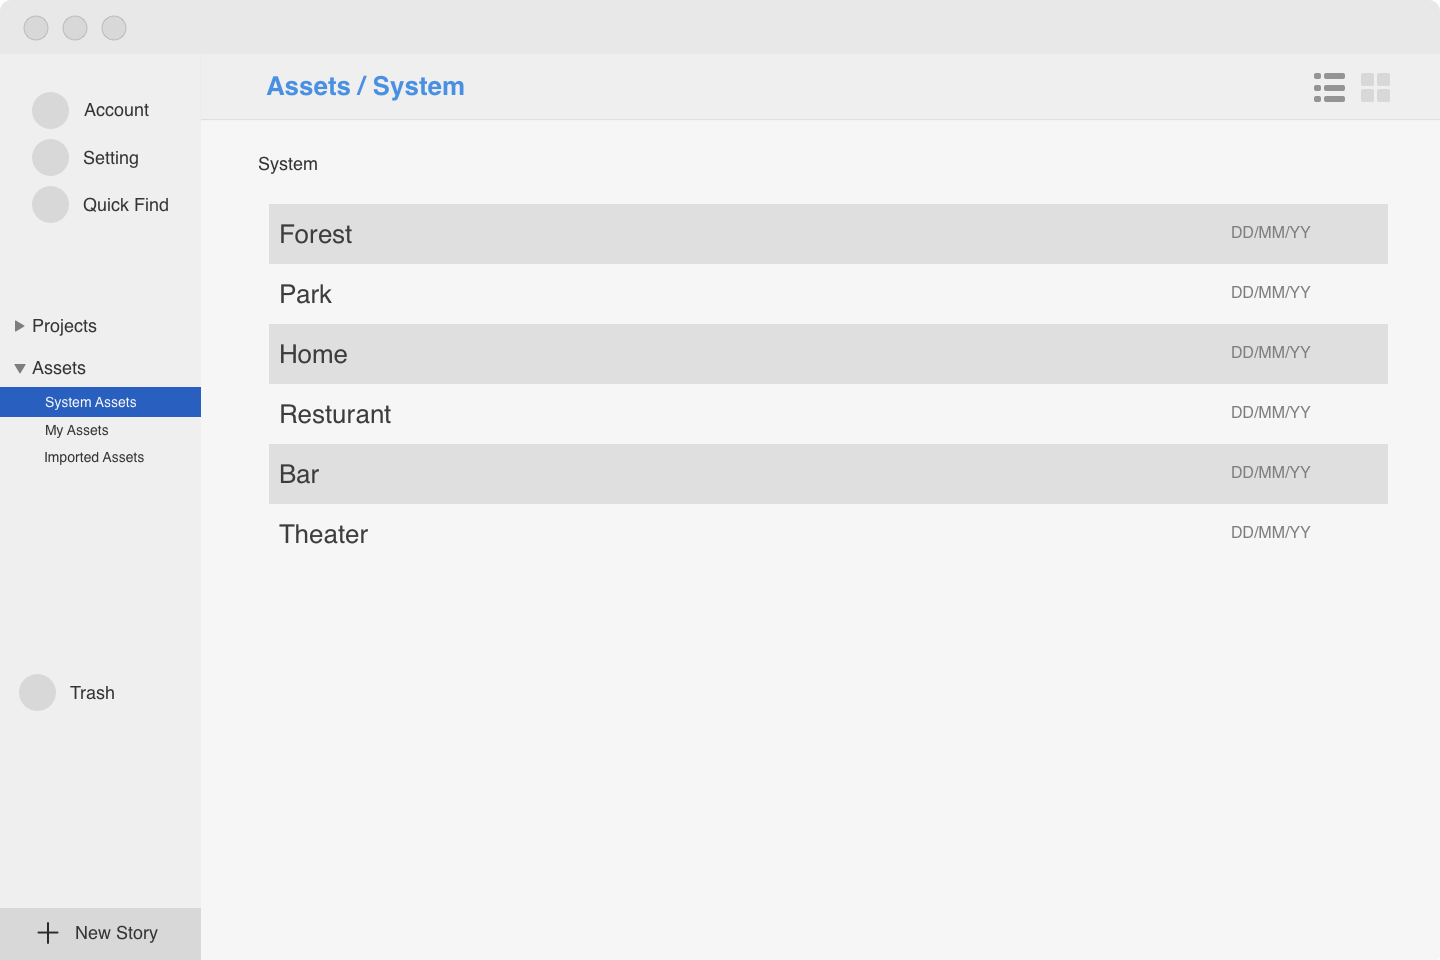 Assets / System
Account
Setting
Quick Find
Projects
Assets
System Assets
My Assets
Imported Assets
Trash
New Story
System
Forest DD/MM/YY
Park DD/MM/YY
Home DD/MM/YY
Resturant DD/MM/YY
Bar DD/MM/YY
Theater DD/MM/YY